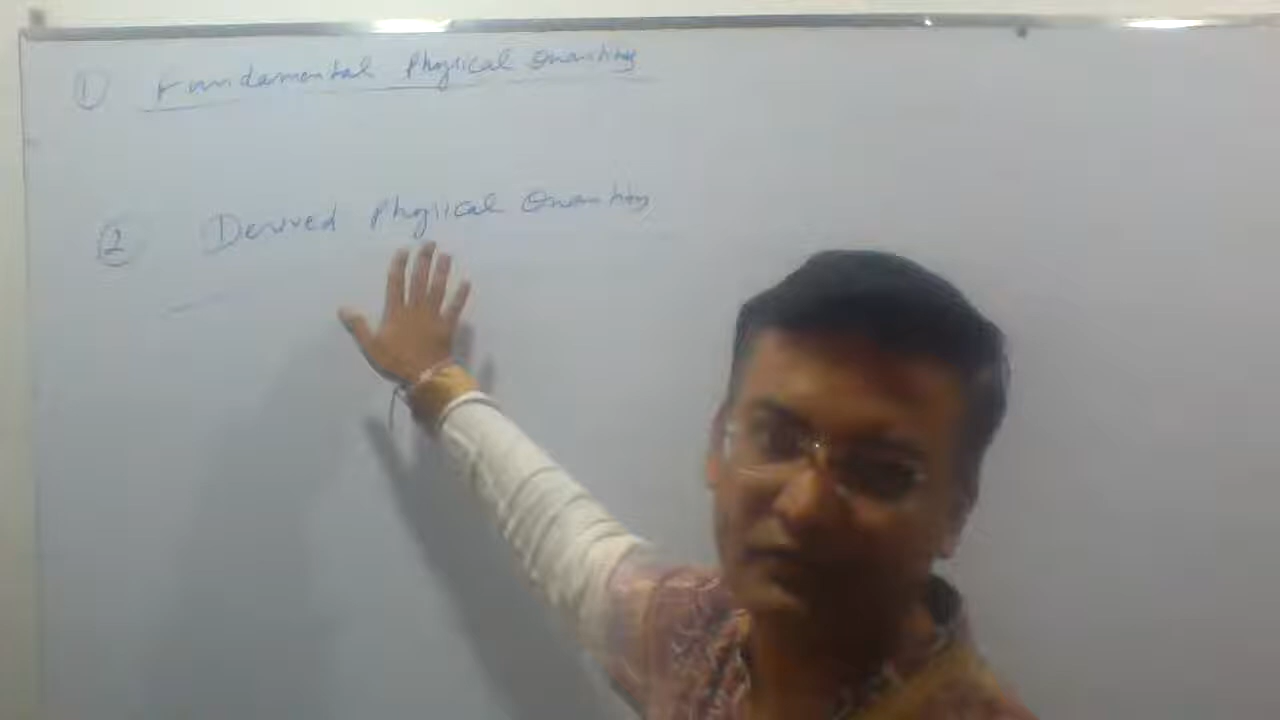 ① Fundamental Physical Quantity
② Derived Physical Quantity